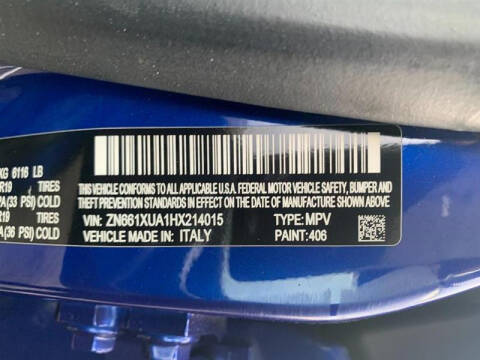 KG 6116 LB
R19 TIRES
(33 PSI) COLD
R19 TIRES
(36 PSI) COLD
THIS VEHICLE CONFORMS TO ALL APPLICABLE U.S.A. FEDERAL MOTOR VEHICLE SAFETY, BUMPER AND
THEFT PREVENTION STANDARDS IN EFFECT ON THE DATE OF MANUFACTURE SHOWN ABOVE.
VIN: ZN661XUA1HX214015 TYPE: MPV
VEHICLE MADE IN: ITALY PAINT: 406